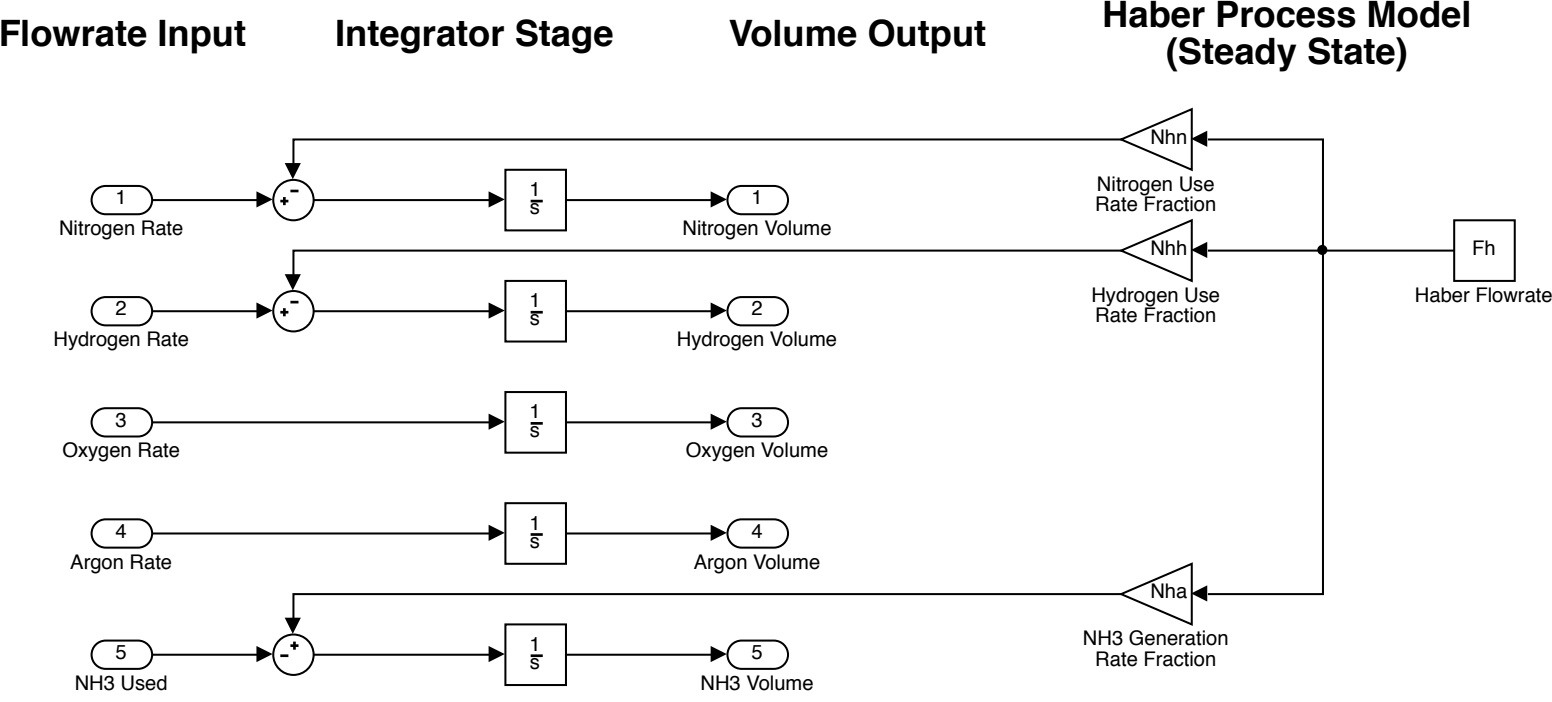 Flowrate Input
Integrator Stage
Volume Output
Haber Process Model
(Steady State)
Nhn
Nitrogen Use
Rate Fraction
1
Nitrogen Rate
+
-
1
s
1
Nitrogen Volume
Nhh
Hydrogen Use
Rate Fraction
Fh
Haber Flowrate
2
Hydrogen Rate
+
-
1
s
2
Hydrogen Volume
3
Oxygen Rate
1
s
3
Oxygen Volume
4
Argon Rate
1
s
4
Argon Volume
Nha
NH3 Generation
Rate Fraction
5
NH3 Used
-
+
1
s
5
NH3 Volume